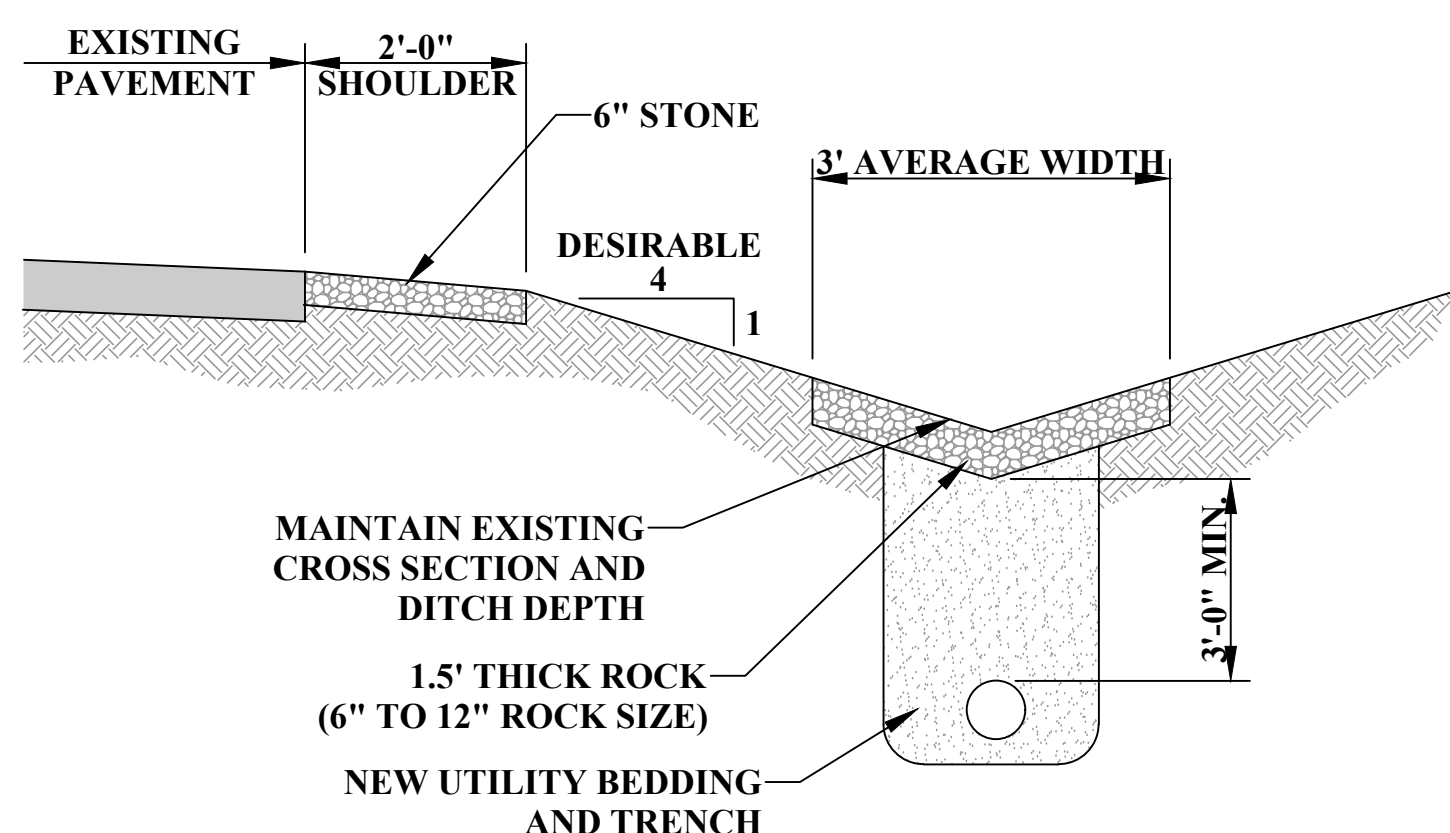 EXISTING
PAVEMENT
2'-0"
SHOULDER
6" STONE
3' AVERAGE WIDTH
DESIRABLE
4
1
MAINTAIN EXISTING
CROSS SECTION AND
DITCH DEPTH
3'-0" MIN.
1.5' THICK ROCK
(6" TO 12" ROCK SIZE)
NEW UTILITY BEDDING
AND TRENCH